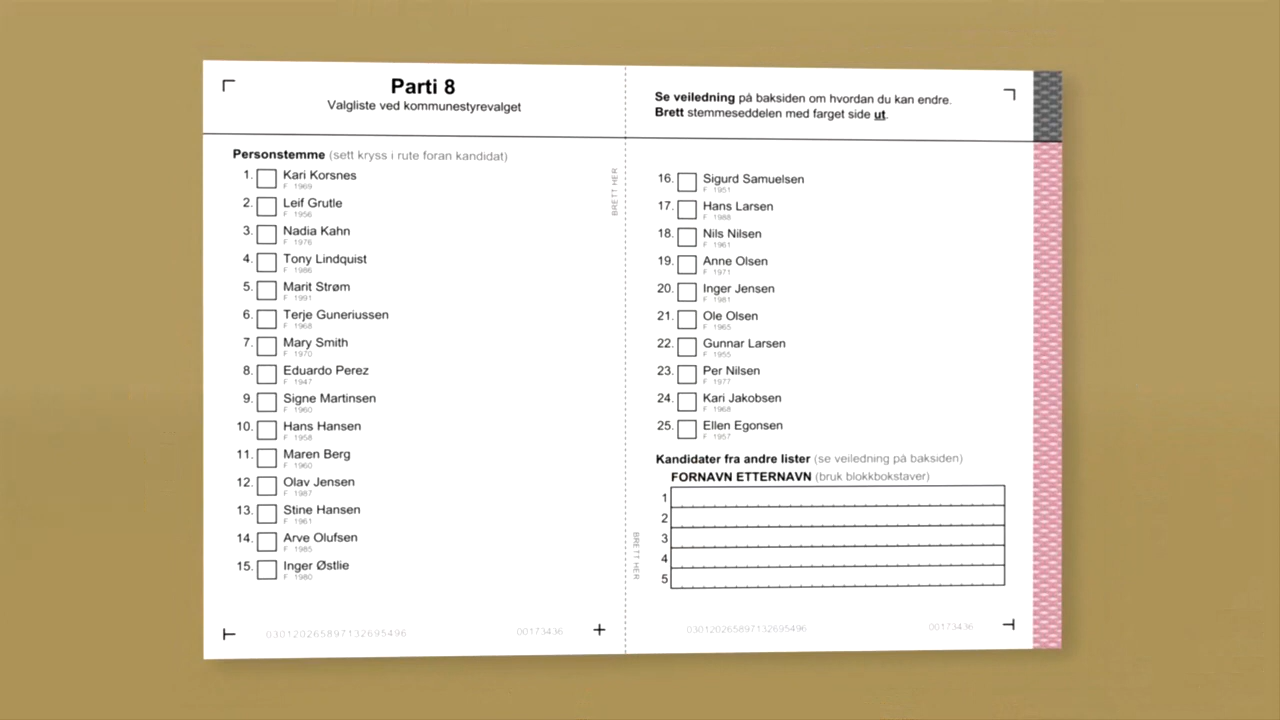 Parti 8
Valgliste ved kommunestyrevalget
Se veiledning på baksiden om hvordan du kan endre.
Brett stemmeseddelen med farget side ut.
Personstemme (sett kryss i rute foran kandidat)
1. Kari Korsnes
F 1969
2. Leif Grutle
F 1956
3. Nadia Kahn
F 1976
4. Tony Lindquist
F 1986
5. Marit Strøm
F 1991
6. Terje Guneriussen
F 1968
7. Mary Smith
F 1970
8. Eduardo Perez
F 1947
9. Signe Martinsen
F 1960
10. Hans Hansen
F 1958
11. Maren Berg
F 1960
12. Olav Jensen
F 1987
13. Stine Hansen
F 1961
14. Arve Olufsen
F 1985
15. Inger Østlie
F 1980
BRETT HER
16. Sigurd Samuelsen
F 1951
17. Hans Larsen
F 1988
18. Nils Nilsen
F 1961
19. Anne Olsen
F 1971
20. Inger Jensen
F 1981
21. Ole Olsen
F 1965
22. Gunnar Larsen
F 1955
23. Per Nilsen
F 1977
24. Kari Jakobsen
F 1968
25. Ellen Egonsen
F 1957
Kandidater fra andre lister (se veiledning på baksiden)
FORNAVN ETTERNAVN (bruk blokkbokstaver)
1
2
3
4
5
BRETT HER
030120265897132695496
00173436
030120265897132695496
00173436